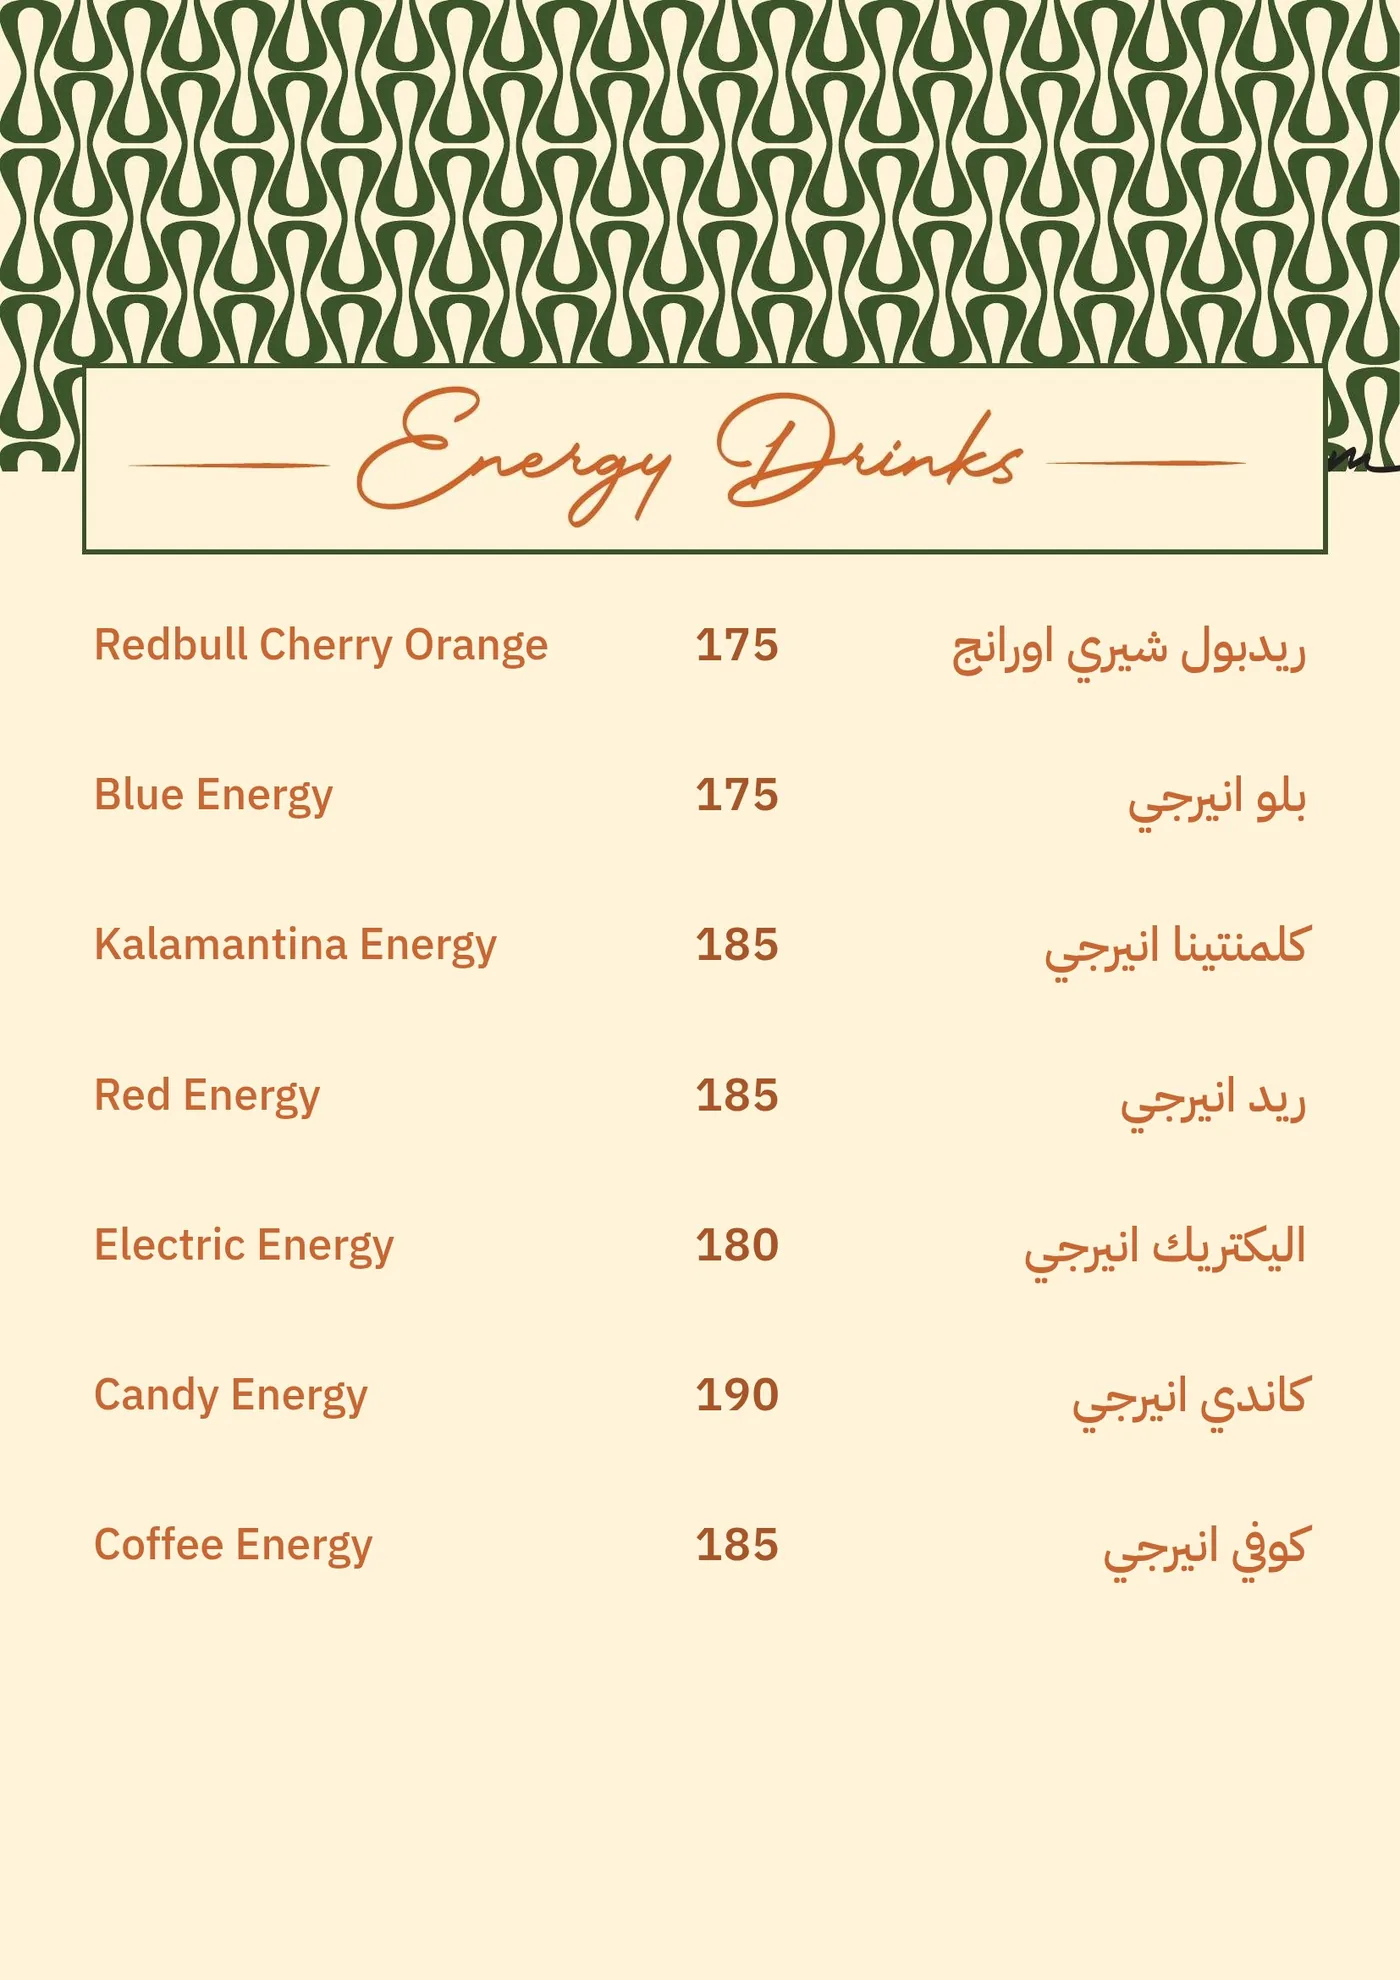 Energy Drinks
Redbull Cherry Orange 175 ريدبول شيري اورانج
Blue Energy 175 بلو انيرجي
Kalamantina Energy 185 كلمنتينا انيرجي
Red Energy 185 ريد انيرجي
Electric Energy 180 اليكتريك انيرجي
Candy Energy 190 كاندي انيرجي
Coffee Energy 185 كوفي انيرجي